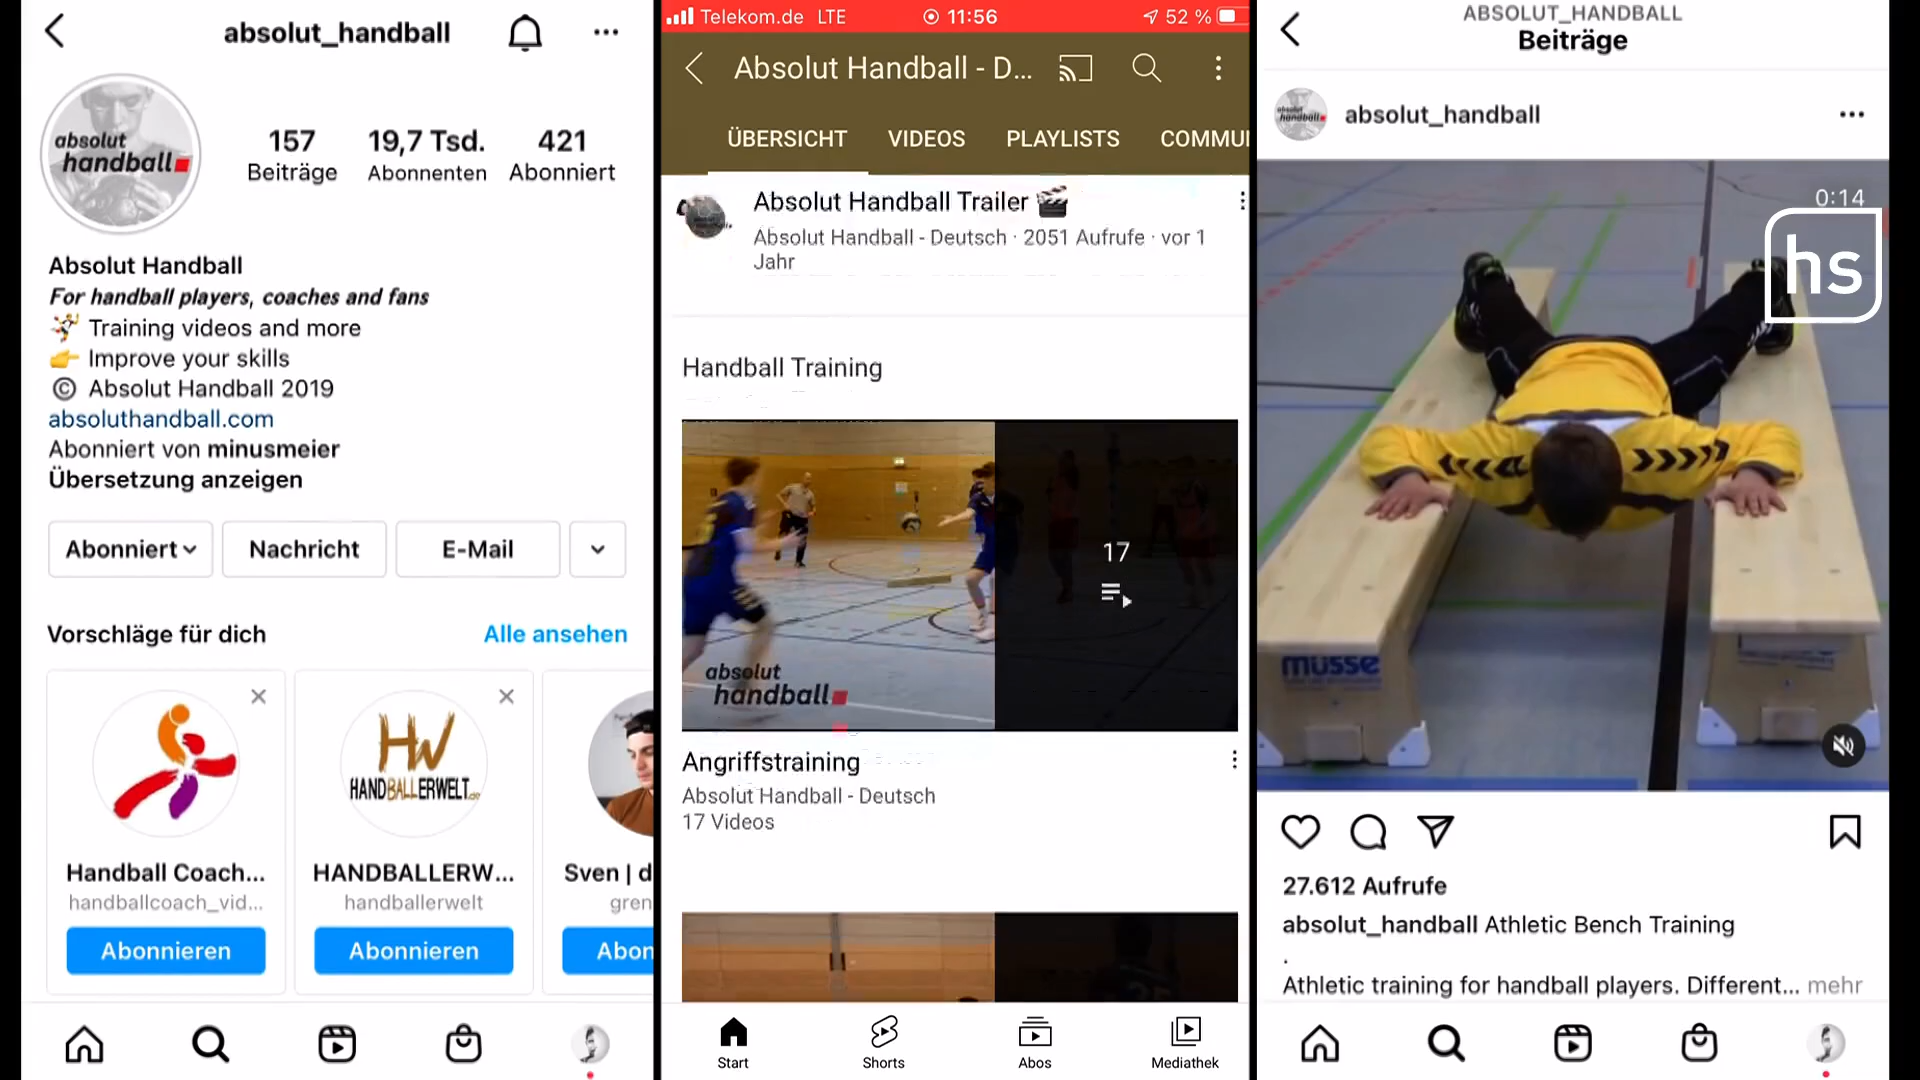 absolut_handball
absolut
handball
157
Beiträge
19,7 Tsd.
Abonnenten
421
Abonniert
Absolut Handball
For handball players, coaches and fans
Training videos and more
Improve your skills
© Absolut Handball 2019
absoluthandball.com
Abonniert von minusmeier
Übersetzung anzeigen
Abonniert
Nachricht
E-Mail
Vorschläge für dich
Alle ansehen
HW
HANDBALLERWELT.de
Handball Coach...
handballcoach_vid...
Abonnieren
HANDBALLERW...
handballerwelt
Abonnieren
Sven | d
gren
Abon
Telekom.de LTE
11:56
52 %
Absolut Handball - D...
ÜBERSICHT
VIDEOS
PLAYLISTS
COMMU
Absolut Handball Trailer
Absolut Handball - Deutsch · 2051 Aufrufe · vor 1
Jahr
Handball Training
17
absolut
handball
Angriffstraining
Absolut Handball - Deutsch
17 Videos
Start
Shorts
Abos
Mediathek
ABSOLUT_HANDBALL
Beiträge
absolut
handball
absolut_handball
0:14
hs
müsse
27.612 Aufrufe
absolut_handball Athletic Bench Training
.
Athletic training for handball players. Different... mehr